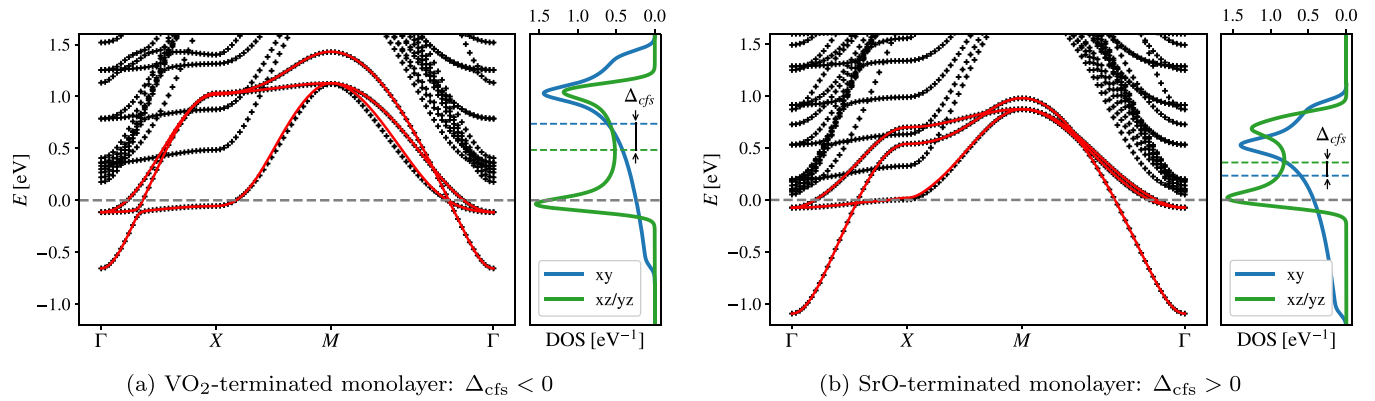 1.5 1.0 0.5 0.0
1.5
1.0
0.5
0.0
−0.5
−1.0
E [eV]
Γ X M Γ
Δcfs
xy
xz/yz
DOS [eV⁻¹]
(a) VO₂-terminated monolayer: Δcfs < 0
1.5 1.0 0.5 0.0
1.5
1.0
0.5
0.0
−0.5
−1.0
E [eV]
Γ X M Γ
Δcfs
xy
xz/yz
DOS [eV⁻¹]
(b) SrO-terminated monolayer: Δcfs > 0